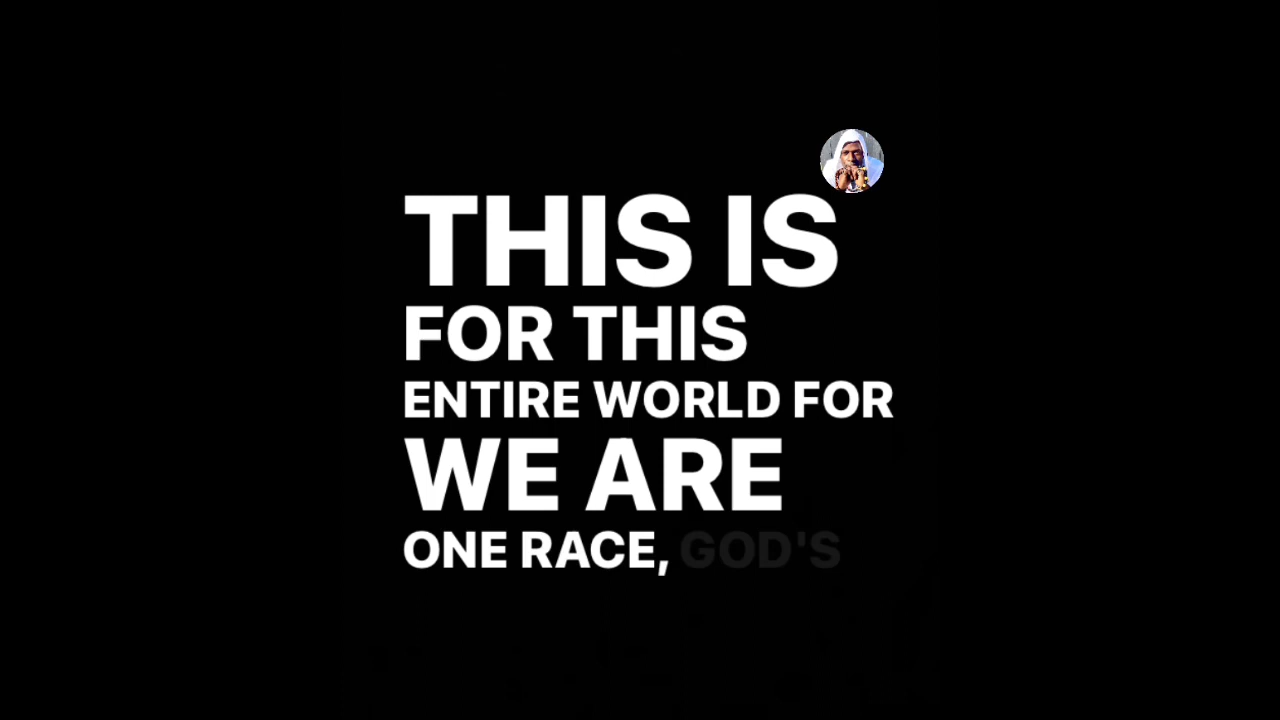 THIS IS
FOR THIS
ENTIRE WORLD FOR
WE ARE
ONE RACE, GOD'S